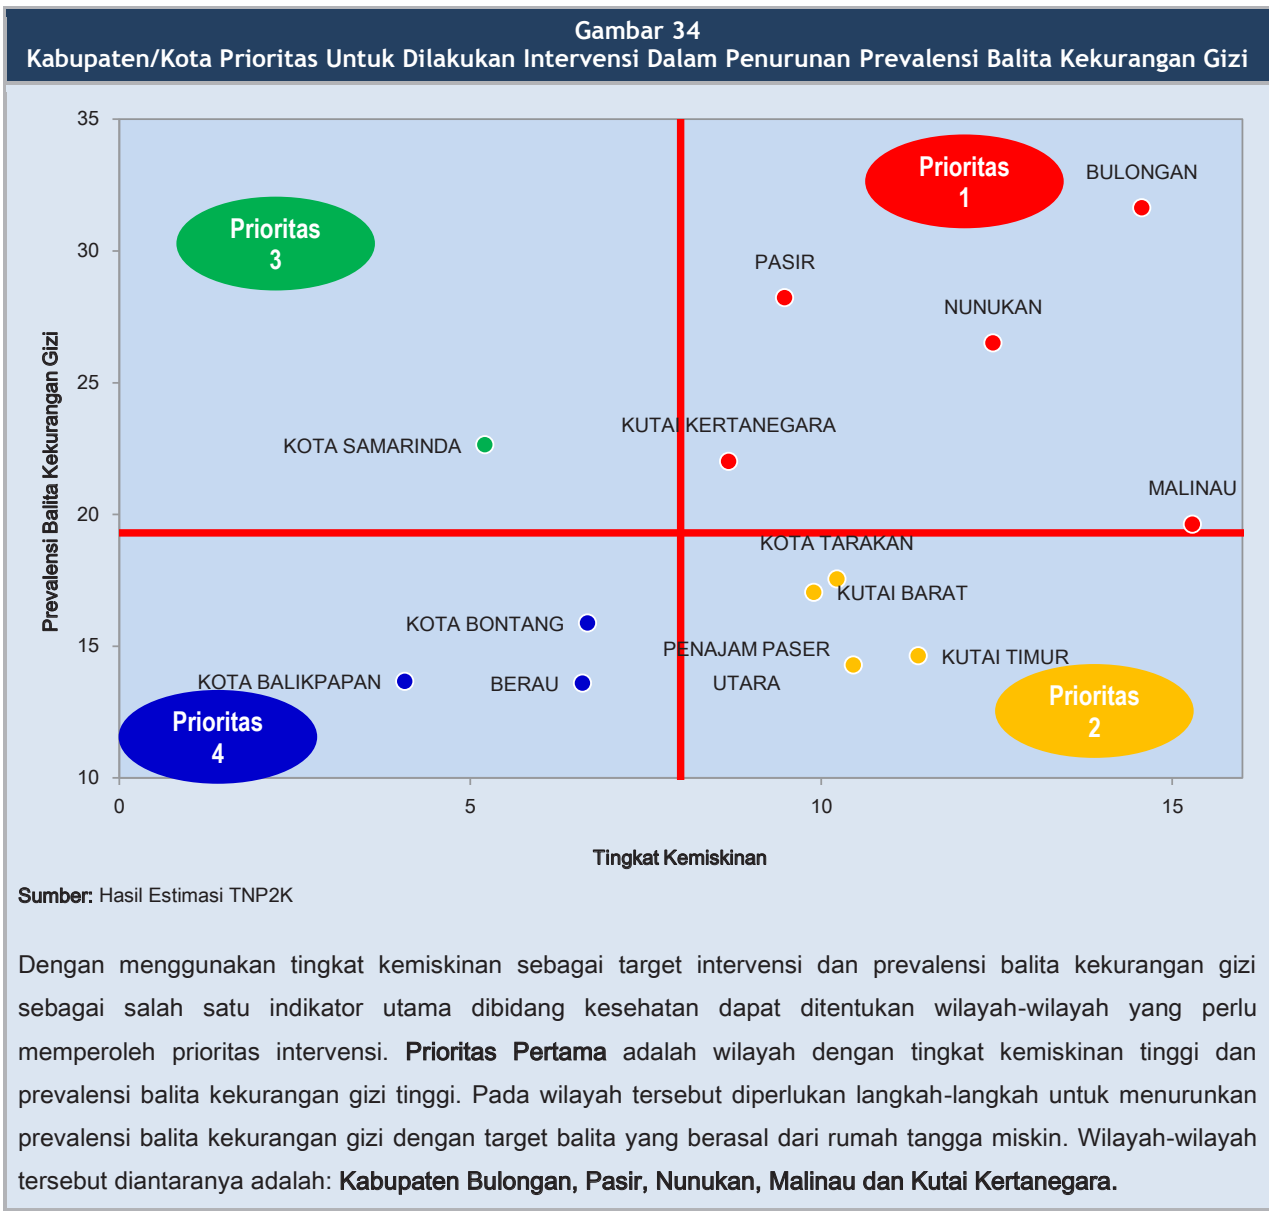 Gambar 34
Kabupaten/Kota Prioritas Untuk Dilakukan Intervensi Dalam Penurunan Prevalensi Balita Kekurangan Gizi
35
30
25
20
15
10
Prevalensi Balita Kekurangan Gizi
Prioritas
1
BULONGAN
Prioritas
3
PASIR
NUNUKAN
KUTAI KERTANEGARA
KOTA SAMARINDA
MALINAU
KOTA TARAKAN
KUTAI BARAT
KOTA BONTANG
PENAJAM PASER
UTARA
KUTAI TIMUR
KOTA BALIKPAPAN
BERAU
Prioritas
4
Prioritas
2
0
5
10
15
Tingkat Kemiskinan
Sumber: Hasil Estimasi TNP2K
Dengan menggunakan tingkat kemiskinan sebagai target intervensi dan prevalensi balita kekurangan gizi
sebagai salah satu indikator utama dibidang kesehatan dapat ditentukan wilayah-wilayah yang perlu
memperoleh prioritas intervensi. Prioritas Pertama adalah wilayah dengan tingkat kemiskinan tinggi dan
prevalensi balita kekurangan gizi tinggi. Pada wilayah tersebut diperlukan langkah-langkah untuk menurunkan
prevalensi balita kekurangan gizi dengan target balita yang berasal dari rumah tangga miskin. Wilayah-wilayah
tersebut diantaranya adalah: Kabupaten Bulongan, Pasir, Nunukan, Malinau dan Kutai Kertanegara.